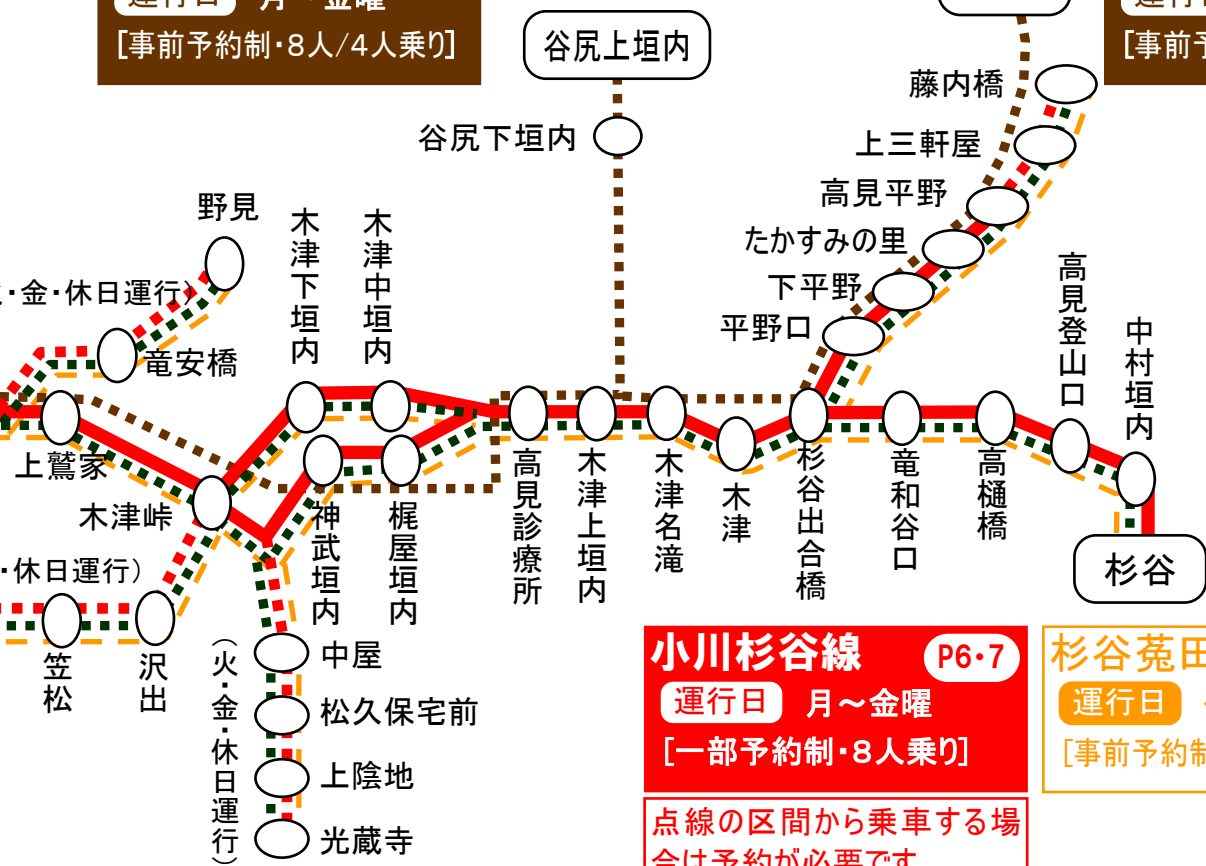 運行日 月～金曜
[事前予約制・8人/4人乗り]
谷尻上垣内
谷尻下垣内
藤内橋
上三軒屋
高見平野
たかすみの里
下平野
平野口
野見
・金・休日運行）
竜安橋
木津下垣内
木津中垣内
高見登山口
中村垣内
上鷲家
木津峠
神武垣内
梶屋垣内
高見診療所
木津上垣内
木津名滝
木津
杉谷出合橋
竜和谷口
高樋橋
杉谷
・休日運行）
笠松
沢出
（火・金・休日運行）
中屋
松久保宅前
上陰地
光蔵寺
小川杉谷線 P6・7
運行日 月～金曜
[一部予約制・8人乗り]
点線の区間から乗車する場
合は予約が必要です
杉谷菟田
運行日
[事前予約制
[事前予